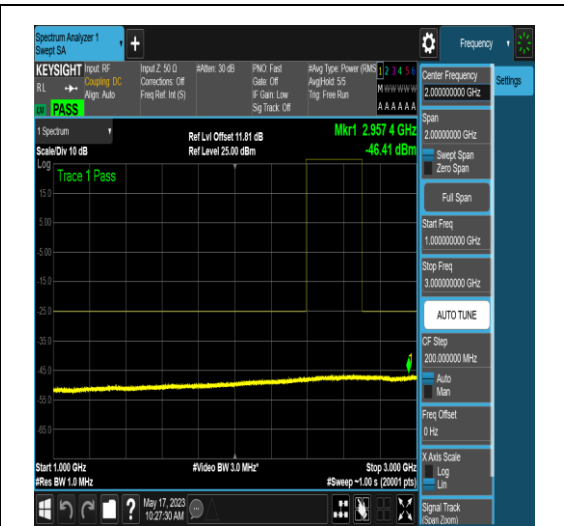 Spectrum Analyzer 1
Swept SA
+
Frequency
KEYSIGHT
RL
PASS
Input: RF
Coupling: DC
Align: Auto
Input Z: 50 Ω
Corrections: Off
Freq Ref: Int (S)
#Atten: 30 dB
PNO: Fast
Gate: Off
IF Gain: Low
Sig Track: Off
#Avg Type: Power (RMS
Avg|Hold: 5/5
Trig: Free Run
1 2 3 4 5 6
M W W W W W
A A A A A A
1 Spectrum
Scale/Div 10 dB
Ref Lvl Offset 11.81 dB
Ref Level 25.00 dBm
Mkr1 2.957 4 GHz
-46.41 dBm
Log
Trace 1 Pass
15.0
5.00
-5.00
-15.0
-25.0
-35.0
-45.0
-55.0
-65.0
Start 1.000 GHz
#Res BW 1.0 MHz
#Video BW 3.0 MHz*
Stop 3.000 GHz
#Sweep ~1.00 s (20001 pts)
?
May 17, 2023
10:27:30 AM
Settings
Center Frequency
2.000000000 GHz
Span
2.00000000 GHz
Swept Span
Zero Span
Full Span
Start Freq
1.000000000 GHz
Stop Freq
3.000000000 GHz
AUTO TUNE
CF Step
200.000000 MHz
Auto
Man
Freq Offset
0 Hz
X Axis Scale
Log
Lin
Signal Track
(Span Zoom)